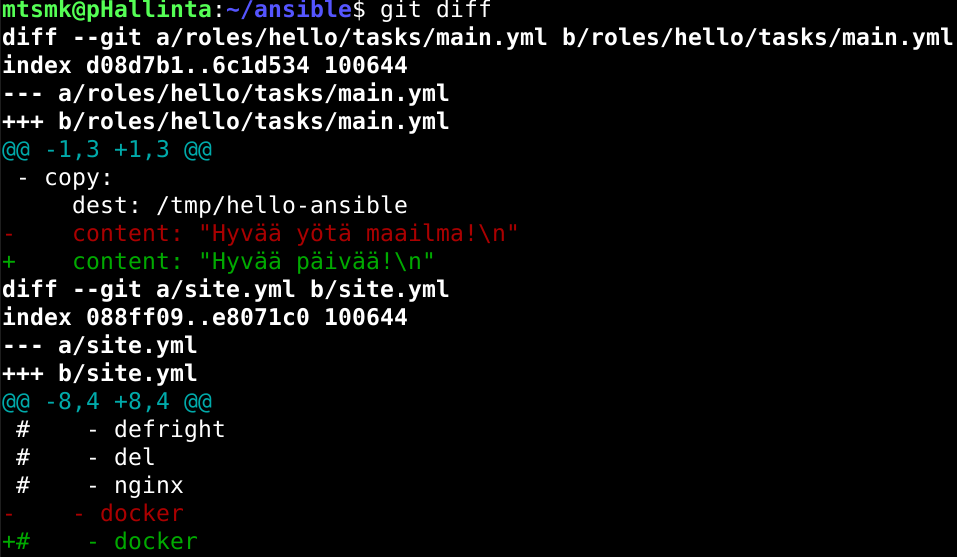 mtsmk@pHallinta:~/ansible$ git diff
diff --git a/roles/hello/tasks/main.yml b/roles/hello/tasks/main.yml
index d08d7b1..6c1d534 100644
--- a/roles/hello/tasks/main.yml
+++ b/roles/hello/tasks/main.yml
@@ -1,3 +1,3 @@
 - copy:
     dest: /tmp/hello-ansible
-    content: "Hyvää yötä maailma!\n"
+    content: "Hyvää päivää!\n"
diff --git a/site.yml b/site.yml
index 088ff09..e8071c0 100644
--- a/site.yml
+++ b/site.yml
@@ -8,4 +8,4 @@
 #    - defright
 #    - del
 #    - nginx
-    - docker
+#    - docker